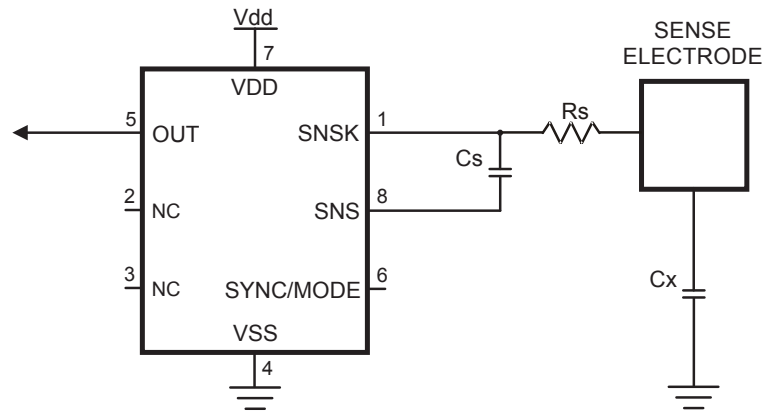 Vdd
7
VDD
SENSE
ELECTRODE
5
OUT
SNSK
1
Rs
Cs
2
NC
SNS
8
3
NC
SYNC/MODE
6
Cx
VSS
4